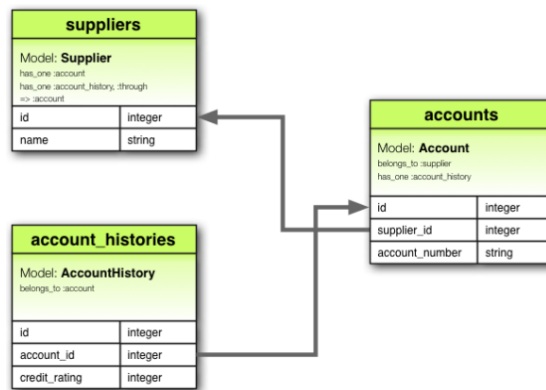 suppliers
Model: Supplier
has_one :account
has_one :account_history, :through
=> :account
id integer
name string
accounts
Model: Account
belongs_to :supplier
has_one :account_history
id integer
supplier_id integer
account_number string
account_histories
Model: AccountHistory
belongs_to :account
id integer
account_id integer
credit_rating integer